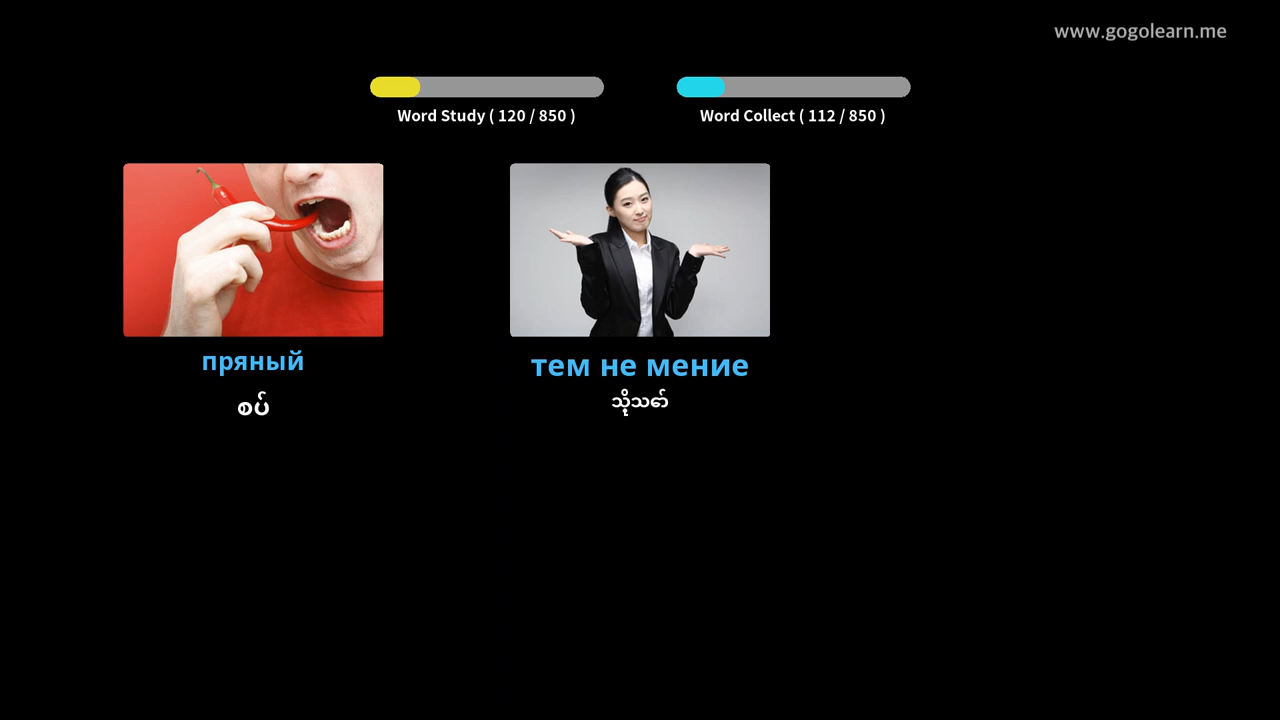 www.gogolearn.me
Word Study ( 120 / 850 )
Word Collect ( 112 / 850 )
пряный
စပ်
тем не мение
သို့သော်